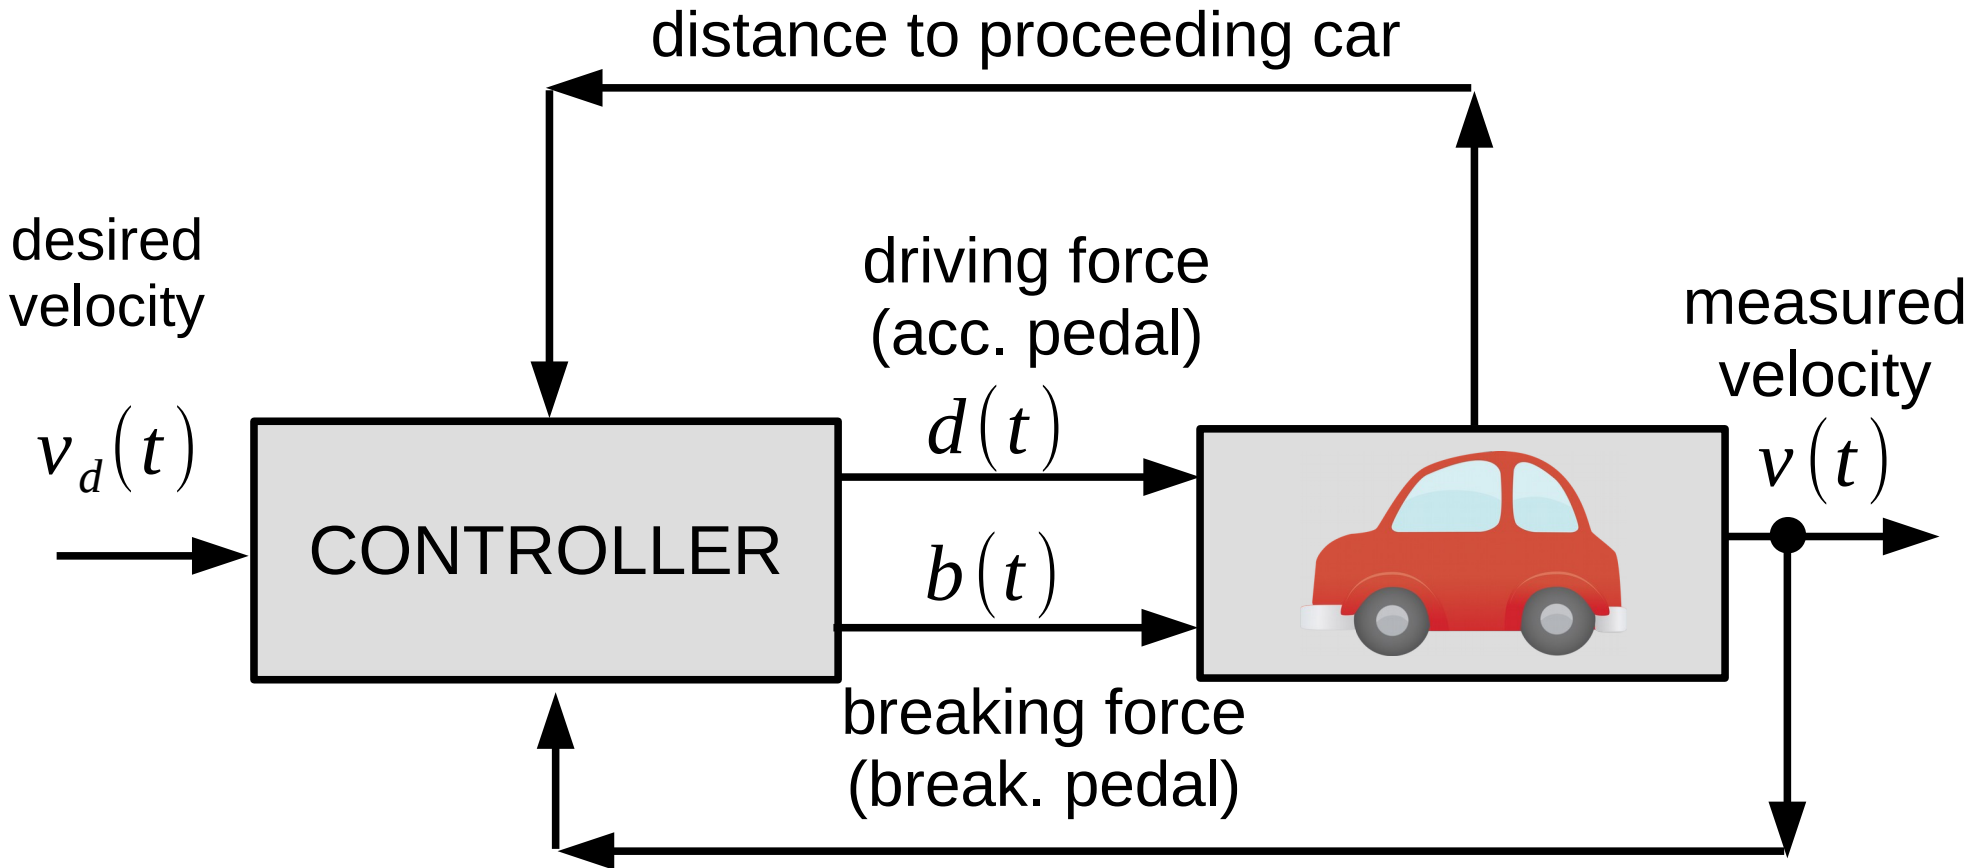 distance to proceeding car
desired
velocity
v_d(t)
CONTROLLER
driving force
(acc. pedal)
d(t)
b(t)
breaking force
(break. pedal)
measured
velocity
v(t)